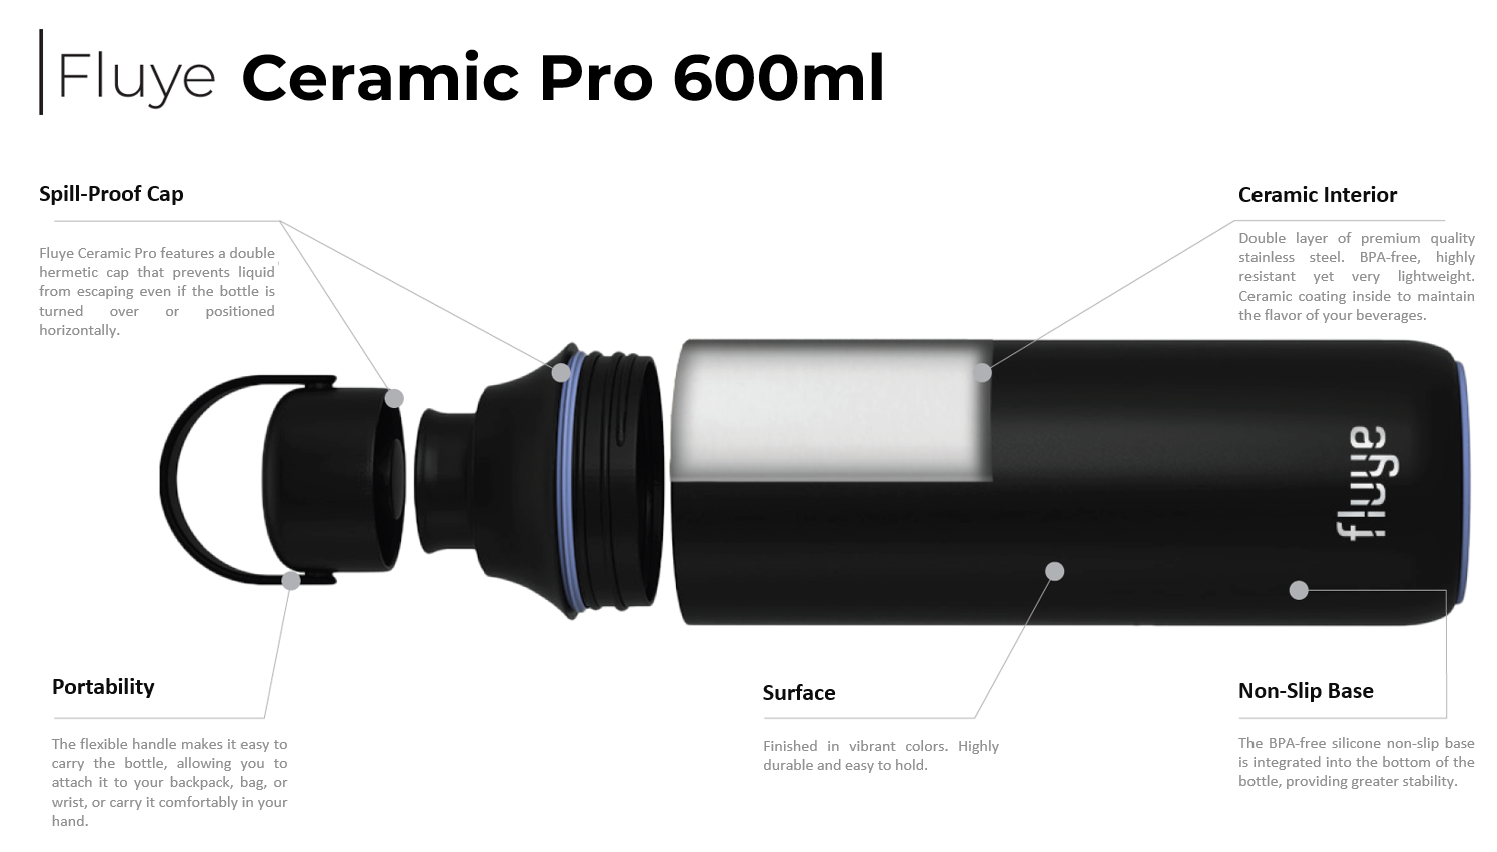 Fluye Ceramic Pro 600ml
Spill-Proof Cap
Fluye Ceramic Pro features a double
hermetic cap that prevents liquid
from escaping even if the bottle is
turned over or positioned
horizontally.
Ceramic Interior
Double layer of premium quality
stainless steel. BPA-free, highly
resistant yet very lightweight.
Ceramic coating inside to maintain
the flavor of your beverages.
fluye
Portability
The flexible handle makes it easy to
carry the bottle, allowing you to
attach it to your backpack, bag, or
wrist, or carry it comfortably in your
hand.
Surface
Finished in vibrant colors. Highly
durable and easy to hold.
Non-Slip Base
The BPA-free silicone non-slip base
is integrated into the bottom of the
bottle, providing greater stability.